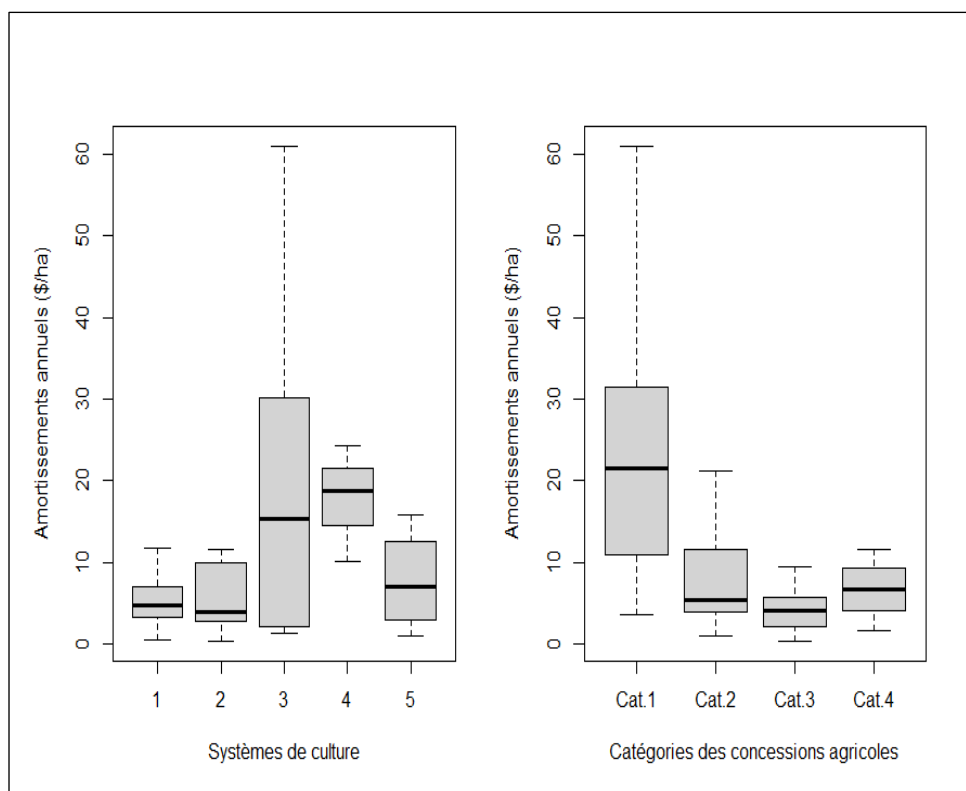 Amortissements annuels ($/ha)
60
50
40
30
20
10
0
1 2 3 4 5
Systèmes de culture
Amortissements annuels ($/ha)
60
50
40
30
20
10
0
Cat.1 Cat.2 Cat.3 Cat.4
Catégories des concessions agricoles